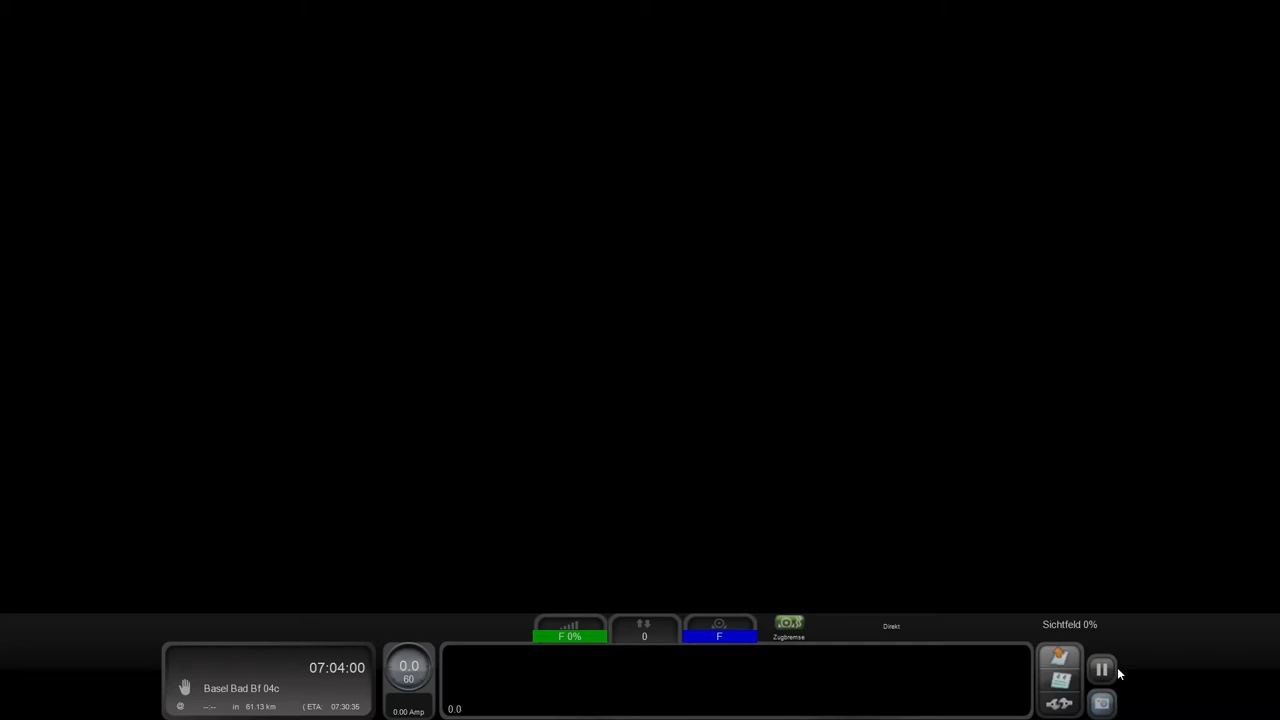 F 0%
0
F
Zugbremse
Direkt
Sichtfeld 0%
07:04:00
Basel Bad Bf 04c
@ --:-- in 61.13 km ( ETA: 07:30:35
0.0
60
0.00 Amp
0.0